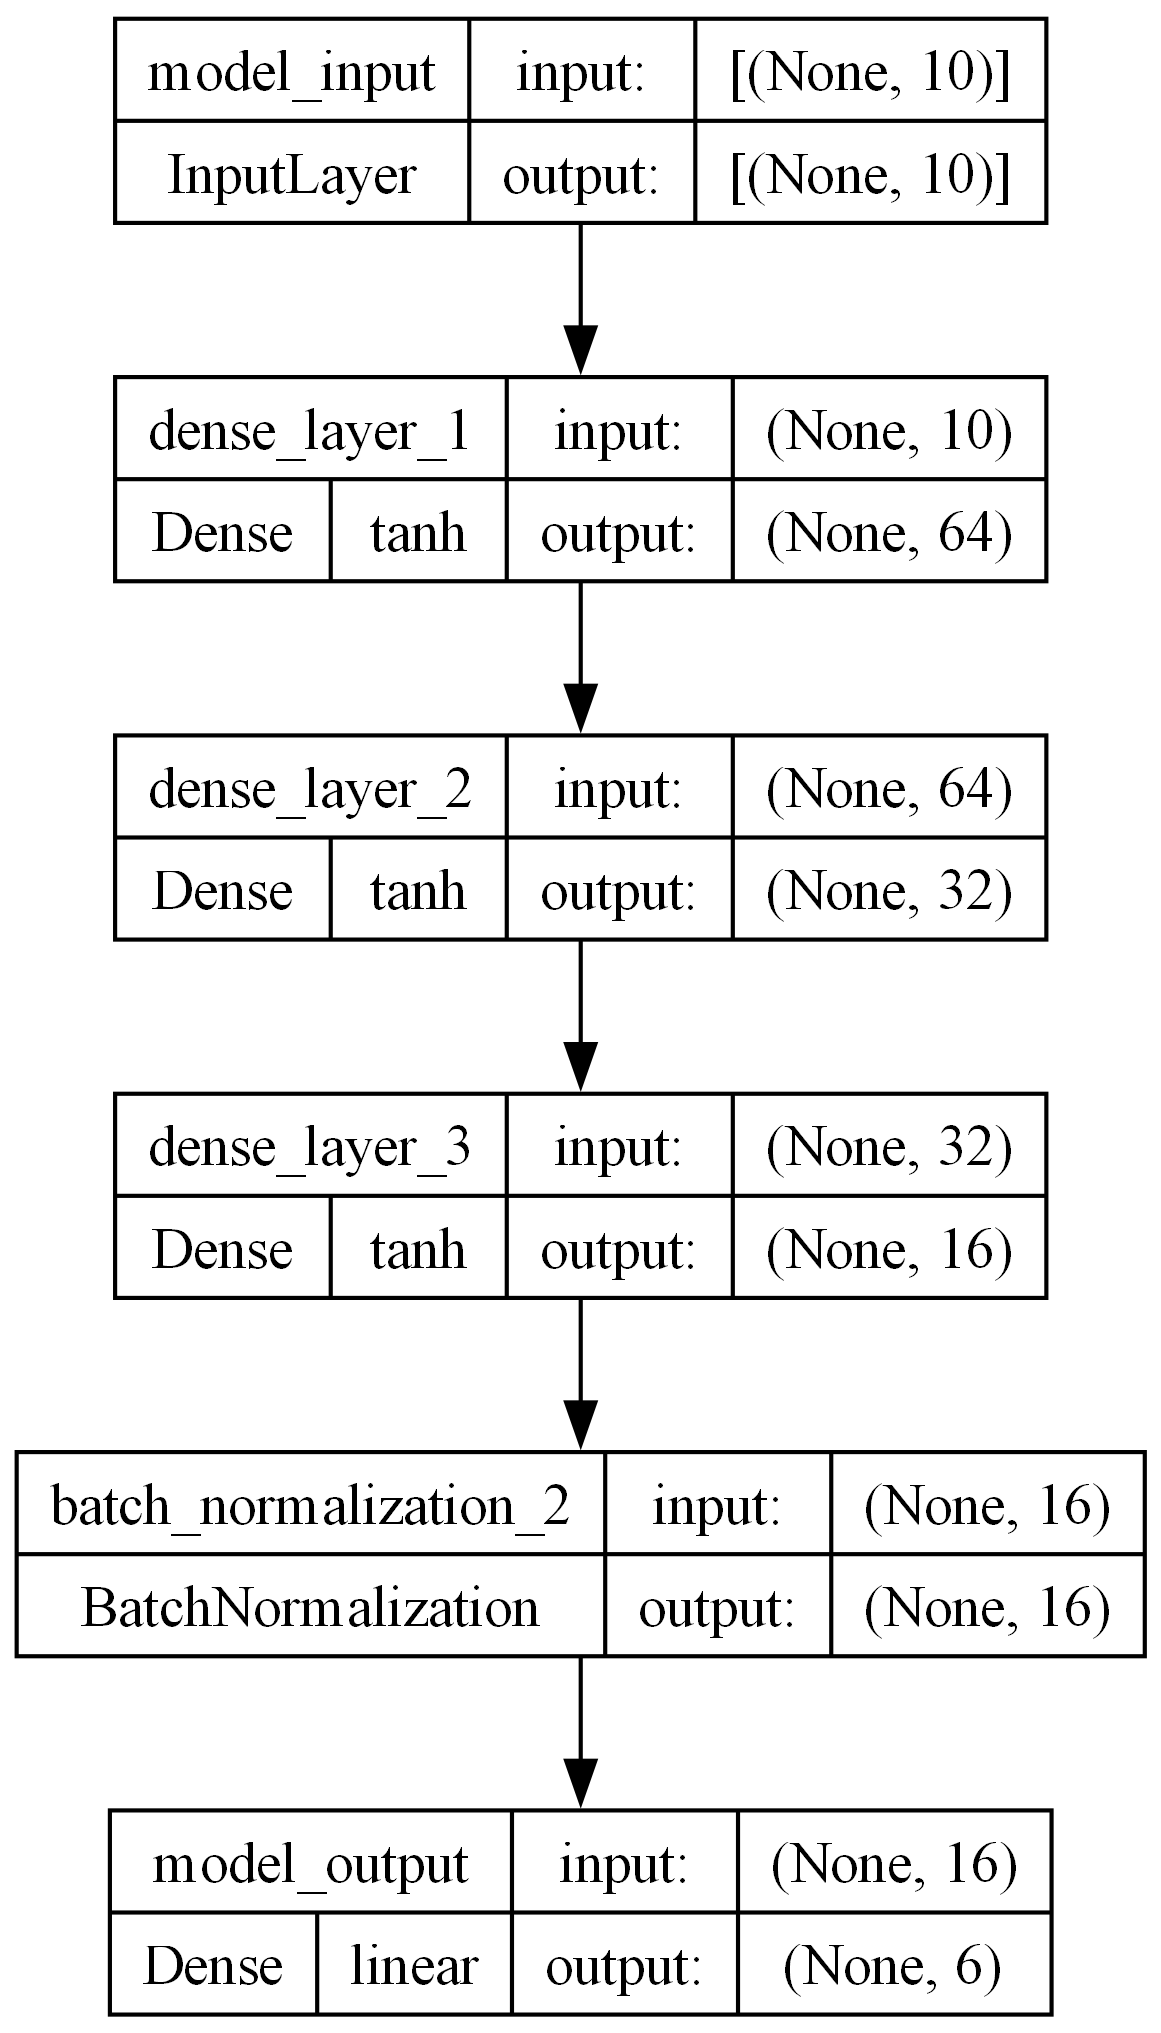 model_input input: [(None, 10)]
InputLayer output: [(None, 10)]
dense_layer_1 input: (None, 10)
Dense tanh output: (None, 64)
dense_layer_2 input: (None, 64)
Dense tanh output: (None, 32)
dense_layer_3 input: (None, 32)
Dense tanh output: (None, 16)
batch_normalization_2 input: (None, 16)
BatchNormalization output: (None, 16)
model_output input: (None, 16)
Dense linear output: (None, 6)